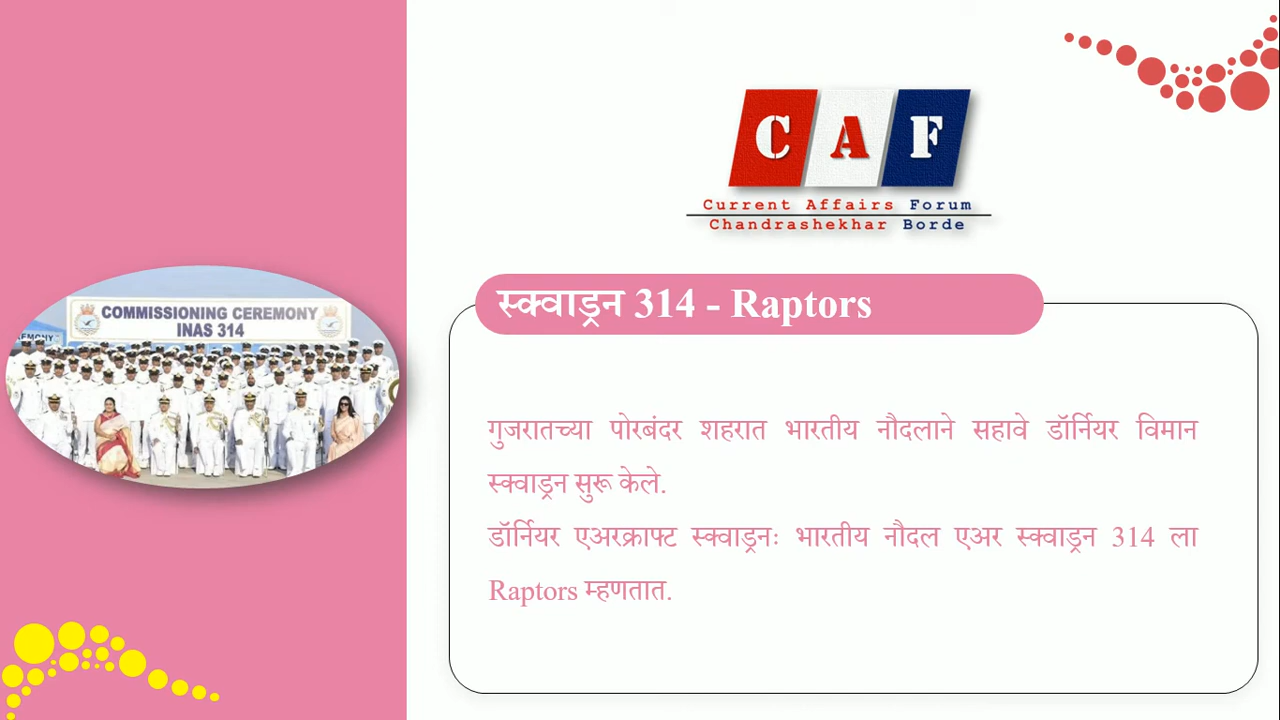 C A F
Current Affairs Forum
Chandrashekhar Borde
COMMISSIONING CEREMONY
INAS 314
EMONY
स्क्वाड्रन 314 - Raptors
गुजरातच्या पोरबंदर शहरात भारतीय नौदलाने सहावे डॉर्नियर विमान
स्क्वाड्रन सुरू केले.
डॉर्नियर एअरक्राफ्ट स्क्वाड्रनः भारतीय नौदल एअर स्क्वाड्रन 314 ला
Raptors म्हणतात.